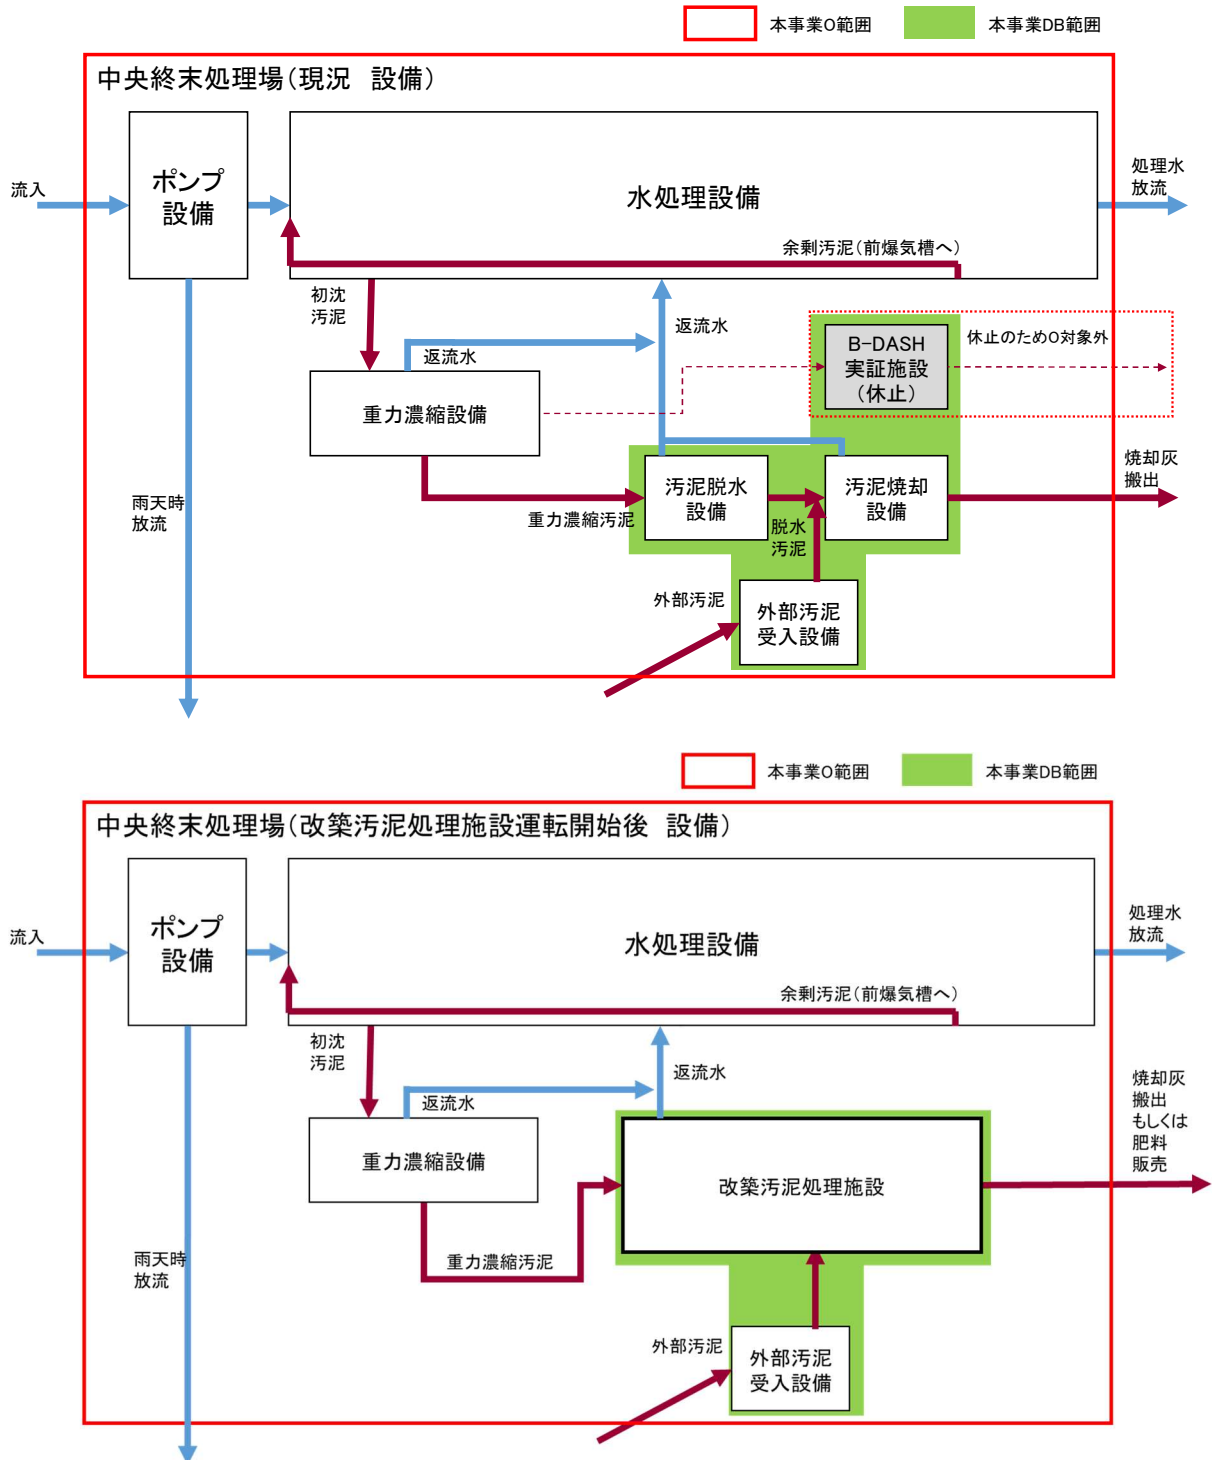 本事業O範囲
本事業DB範囲
中央終末処理場(現況　設備)
流入
ポンプ
設備
水処理設備
処理水
放流
余剰汚泥(前爆気槽へ)
初沈
汚泥
返流水
返流水
重力濃縮設備
B-DASH
実証施設
(休止)
休止のためO対象外
雨天時
放流
重力濃縮汚泥
汚泥脱水
設備
脱水
汚泥
汚泥焼却
設備
焼却灰
搬出
外部汚泥
外部汚泥
受入設備
本事業O範囲
本事業DB範囲
中央終末処理場(改築汚泥処理施設運転開始後　設備)
流入
ポンプ
設備
水処理設備
処理水
放流
余剰汚泥(前爆気槽へ)
初沈
汚泥
返流水
返流水
重力濃縮設備
改築汚泥処理施設
焼却灰
搬出
もしくは
肥料
販売
雨天時
放流
重力濃縮汚泥
外部汚泥
外部汚泥
受入設備